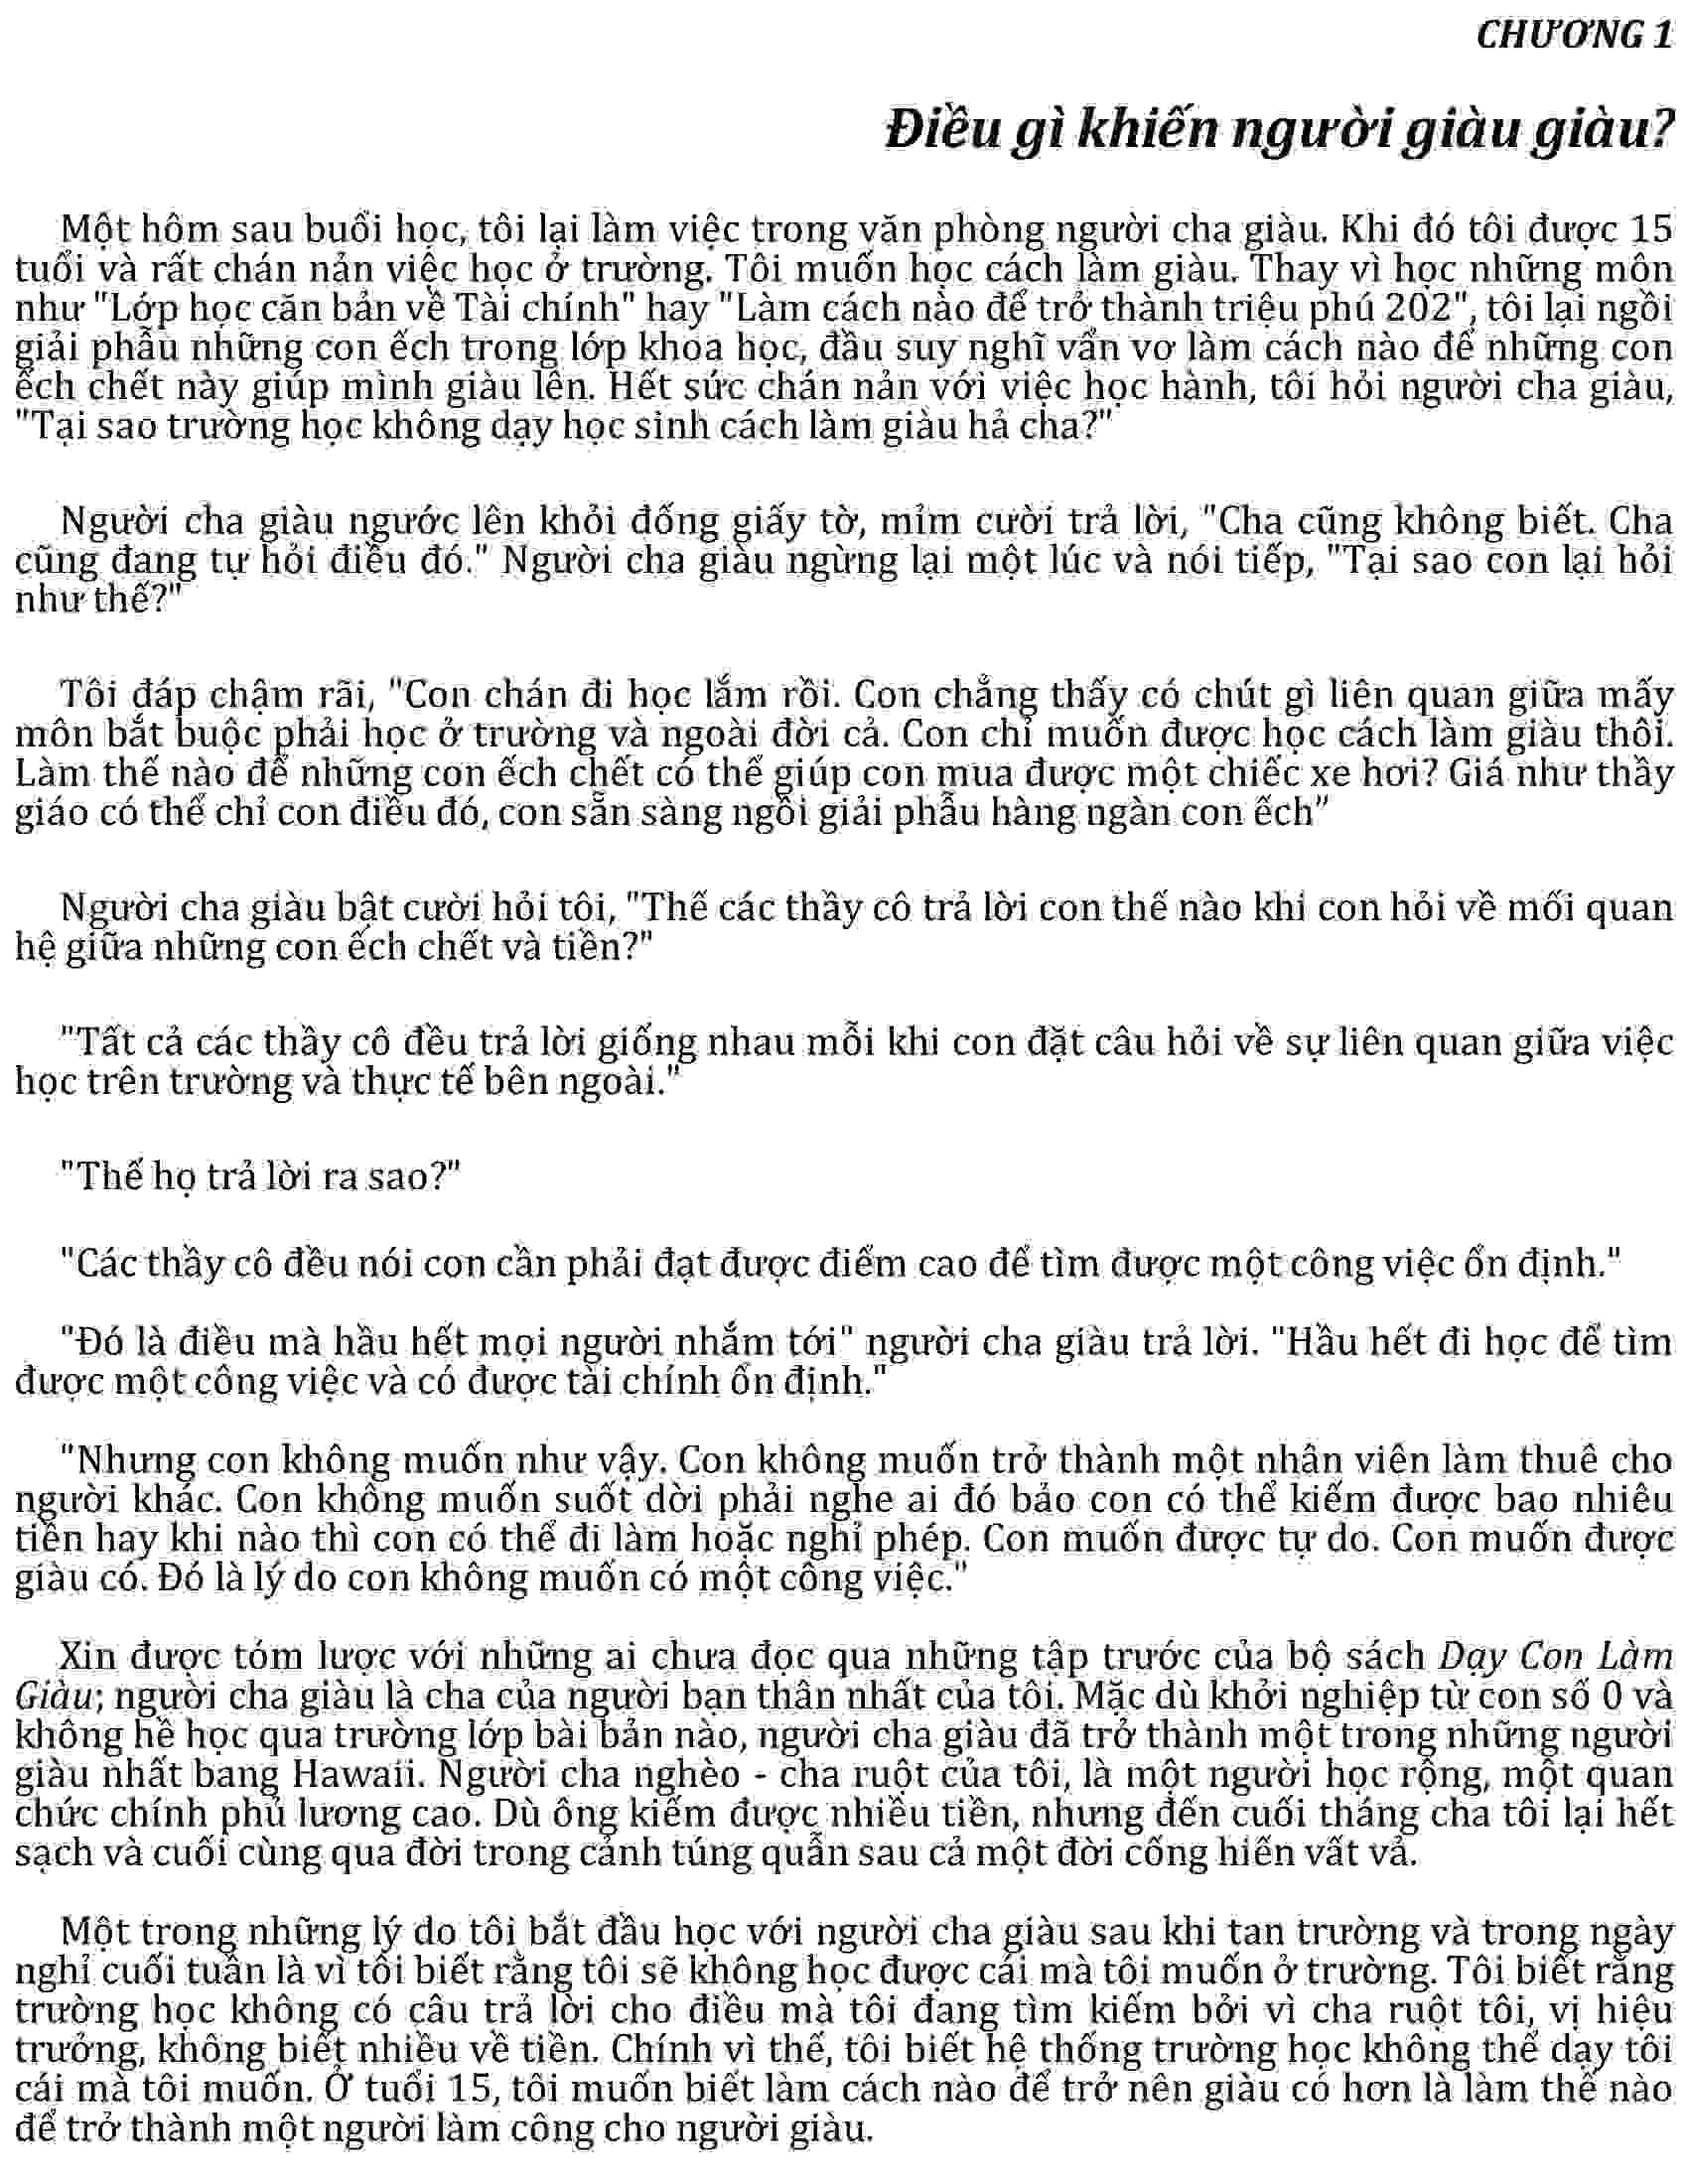 CHƯƠNG 1
Điều gì khiến người giàu giàu?
Một hôm sau buổi học, tôi lại làm việc trong văn phòng người cha giàu. Khi đó tôi được 15
tuổi và rất chán nản việc học ở trường. Tôi muốn học cách làm giàu. Thay vì học những môn
như "Lớp học căn bản về Tài chính" hay "Làm cách nào để trở thành triệu phú 202", tôi lại ngồi
giải phẫu những con ếch trong lớp khoa học, đầu suy nghĩ vẩn vơ làm cách nào để những con
ếch chết này giúp mình giàu lên. Hết sức chán nản với việc học hành, tôi hỏi người cha giàu,
"Tại sao trường học không dạy học sinh cách làm giàu hả cha?"
Người cha giàu ngước lên khỏi đống giấy tờ, mỉm cười trả lời, "Cha cũng không biết. Cha
cũng đang tự hỏi điều đó." Người cha giàu ngừng lại một lúc và nói tiếp, "Tại sao con lại hỏi
như thế?"
Tôi đáp chậm rãi, "Con chán đi học lắm rồi. Con chẳng thấy có chút gì liên quan giữa mấy
môn bắt buộc phải học ở trường và ngoài đời cả. Con chỉ muốn được học cách làm giàu thôi.
Làm thế nào để những con ếch chết có thể giúp con mua được một chiếc xe hơi? Giá như thầy
giáo có thể chỉ con điều đó, con sẵn sàng ngồi giải phẫu hàng ngàn con ếch"
Người cha giàu bật cười hỏi tôi, "Thế các thầy cô trả lời con thế nào khi con hỏi về mối quan
hệ giữa những con ếch chết và tiền?"
"Tất cả các thầy cô đều trả lời giống nhau mỗi khi con đặt câu hỏi về sự liên quan giữa việc
học trên trường và thực tế bên ngoài."
"Thế họ trả lời ra sao?"
"Các thầy cô đều nói con cần phải đạt được điểm cao để tìm được một công việc ổn định."
"Đó là điều mà hầu hết mọi người nhắm tới" người cha giàu trả lời. "Hầu hết đi học để tìm
được một công việc và có được tài chính ổn định."
"Nhưng con không muốn như vậy. Con không muốn trở thành một nhân viên làm thuê cho
người khác. Con không muốn suốt dời phải nghe ai đó bảo con có thể kiếm được bao nhiêu
tiền hay khi nào thì con có thể đi làm hoặc nghỉ phép. Con muốn được tự do. Con muốn được
giàu có. Đó là lý do con không muốn có một công việc."
Xin được tóm lược với những ai chưa đọc qua những tập trước của bộ sách Dạy Con Làm
Giàu; người cha giàu là cha của người bạn thân nhất của tôi. Mặc dù khởi nghiệp từ con số 0 và
không hề học qua trường lớp bài bản nào, người cha giàu đã trở thành một trong những người
giàu nhất bang Hawaii. Người cha nghèo - cha ruột của tôi, là một người học rộng, một quan
chức chính phủ lương cao. Dù ông kiếm được nhiều tiền, nhưng đến cuối tháng cha tôi lại hết
sạch và cuối cùng qua đời trong cảnh túng quẫn sau cả một đời cống hiến vất vả.
Một trong những lý do tôi bắt đầu học với người cha giàu sau khi tan trường và trong ngày
nghỉ cuối tuần là vì tôi biết rằng tôi sẽ không học được cái mà tôi muốn ở trường. Tôi biết rằng
trường học không có câu trả lời cho điều mà tôi đang tìm kiếm bởi vì cha ruột tôi, vị hiệu
trưởng, không biết nhiều về tiền. Chính vì thế, tôi biết hệ thống trường học không thể dạy tôi
cái mà tôi muốn. Ở tuổi 15, tôi muốn biết làm cách nào để trở nên giàu có hơn là làm thế nào
để trở thành một người làm công cho người giàu.